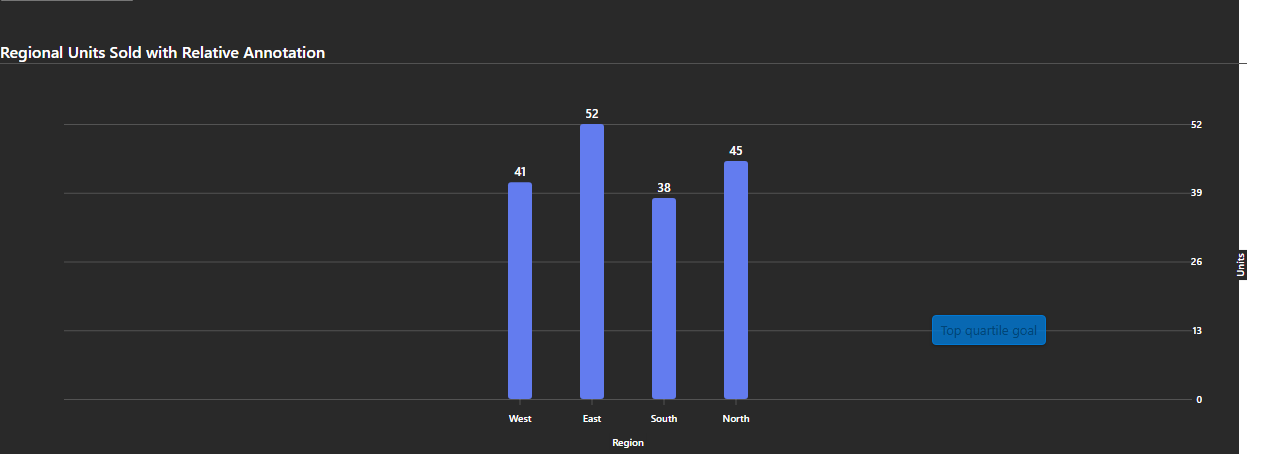 Regional Units Sold with Relative Annotation
52
45
41
38
52
39
26
13
0
Units
Top quartile goal
West East South North
Region